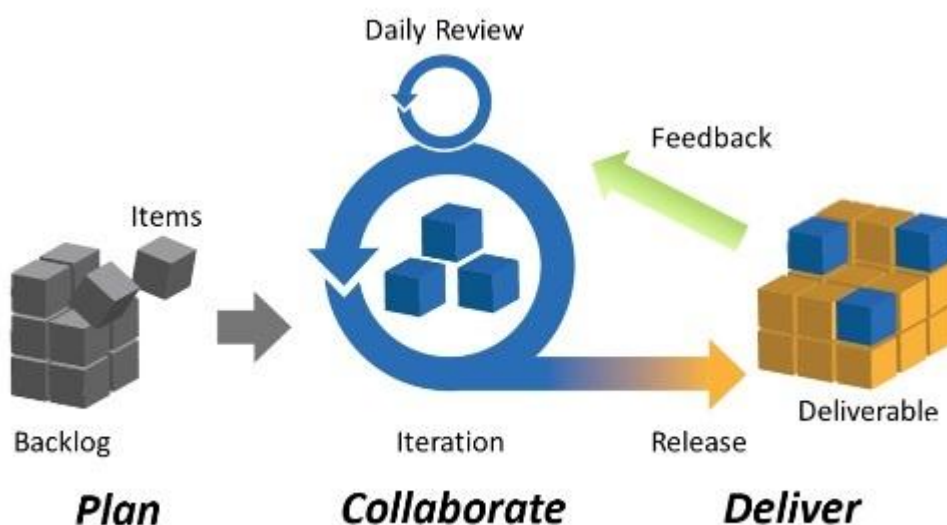 Daily Review
Feedback
Items
Deliverable
Backlog
Iteration
Release
Plan
Collaborate
Deliver